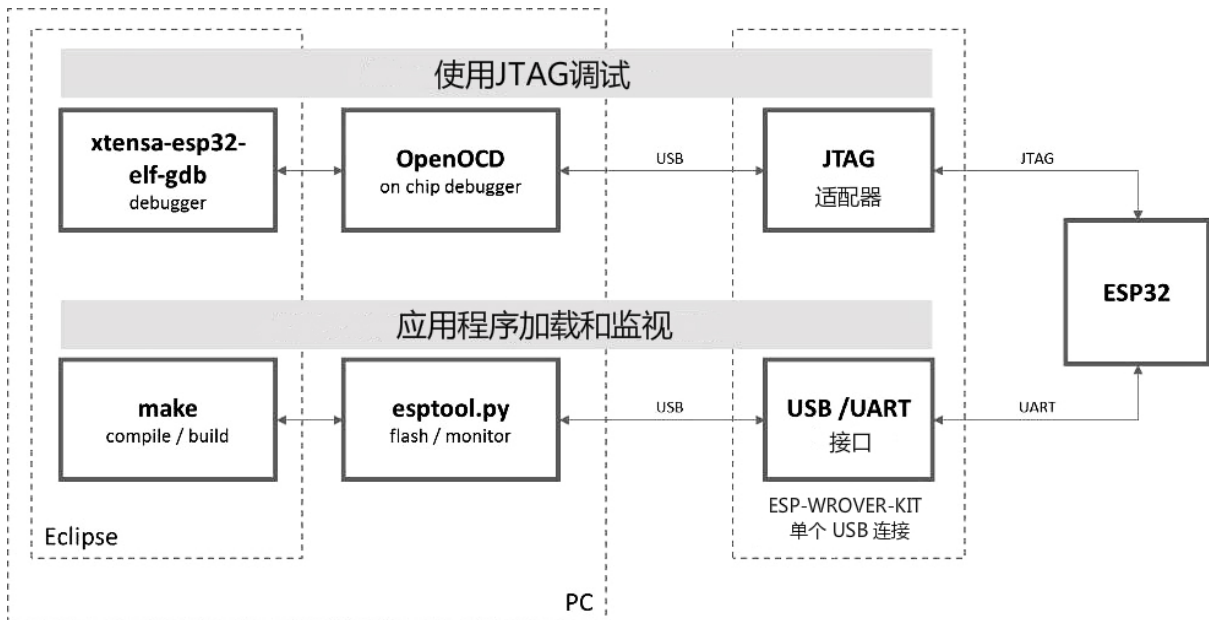 使用JTAG调试
xtensa-esp32-
elf-gdb
debugger
OpenOCD
on chip debugger
USB
JTAG
适配器
JTAG
ESP32
应用程序加载和监视
make
compile / build
esptool.py
flash / monitor
USB
USB /UART
接口
UART
ESP-WROVER-KIT
单个 USB 连接
Eclipse
PC